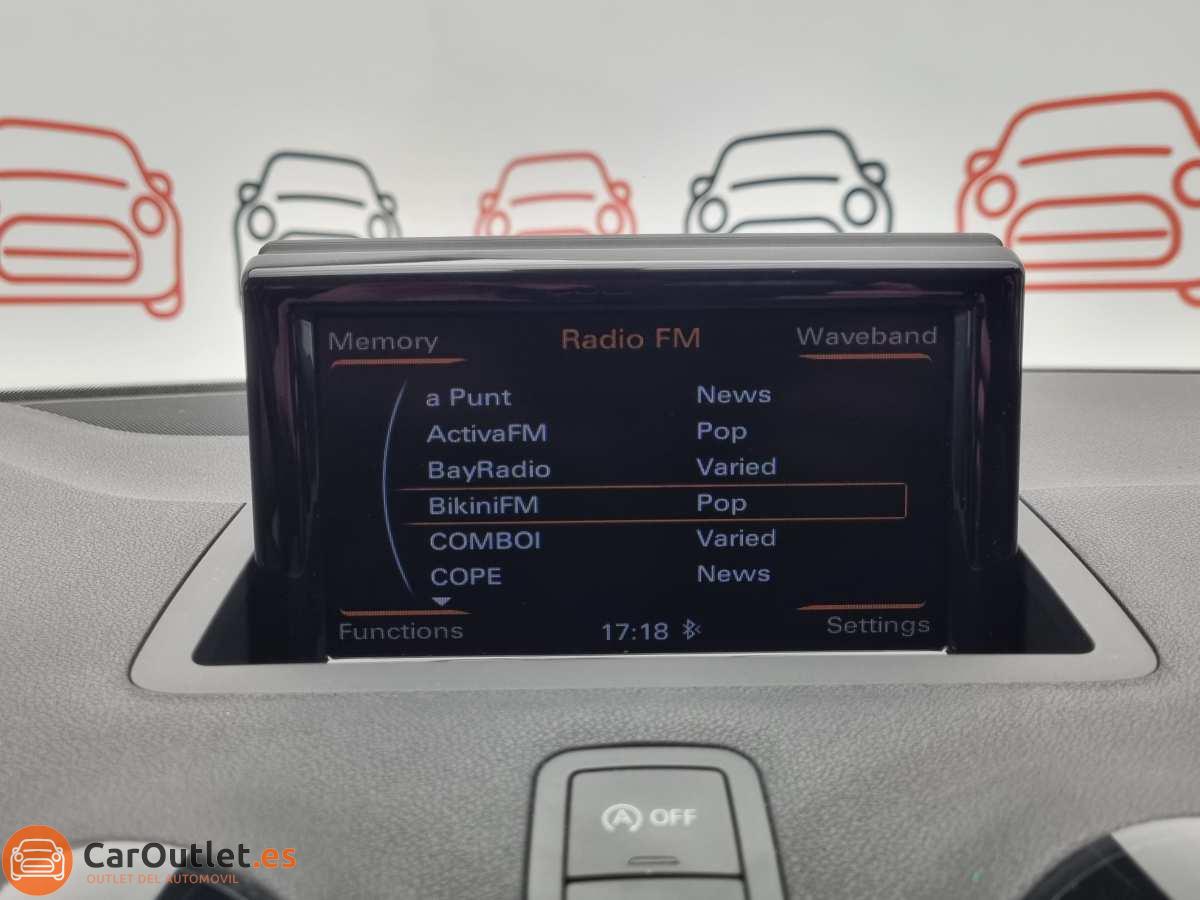 Memory Radio FM Waveband
a Punt News
ActivaFM Pop
BayRadio Varied
BikiniFM Pop
COMBOI Varied
COPE News
Functions 17:18 Settings
A OFF
CarOutlet.es
OUTLET DEL AUTOMOVIL